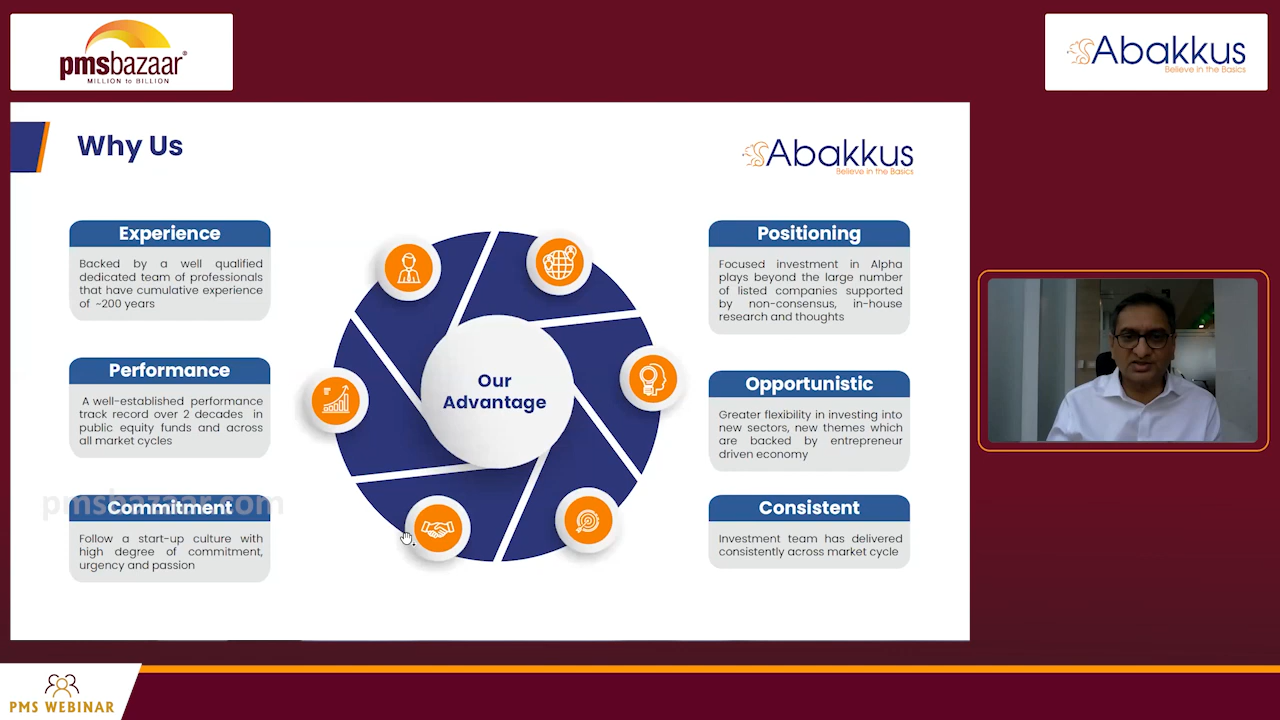 pmsbazaar®
MILLION to BILLION
Abakkus
Believe in the Basics
Why Us
Abakkus
Believe in the Basics
Experience
Backed by a well qualified
dedicated team of professionals
that have cumulative experience
of ~200 years
Performance
A well-established performance
track record over 2 decades in
public equity funds and across
all market cycles
pmsbazaar.com
Commitment
Follow a start-up culture with
high degree of commitment,
urgency and passion
Our
Advantage
Positioning
Focused investment in Alpha
plays beyond the large number
of listed companies supported
by non-consensus, in-house
research and thoughts
Opportunistic
Greater flexibility in investing into
new sectors, new themes which
are backed by entrepreneur
driven economy
Consistent
Investment team has delivered
consistently across market cycle
PMS WEBINAR